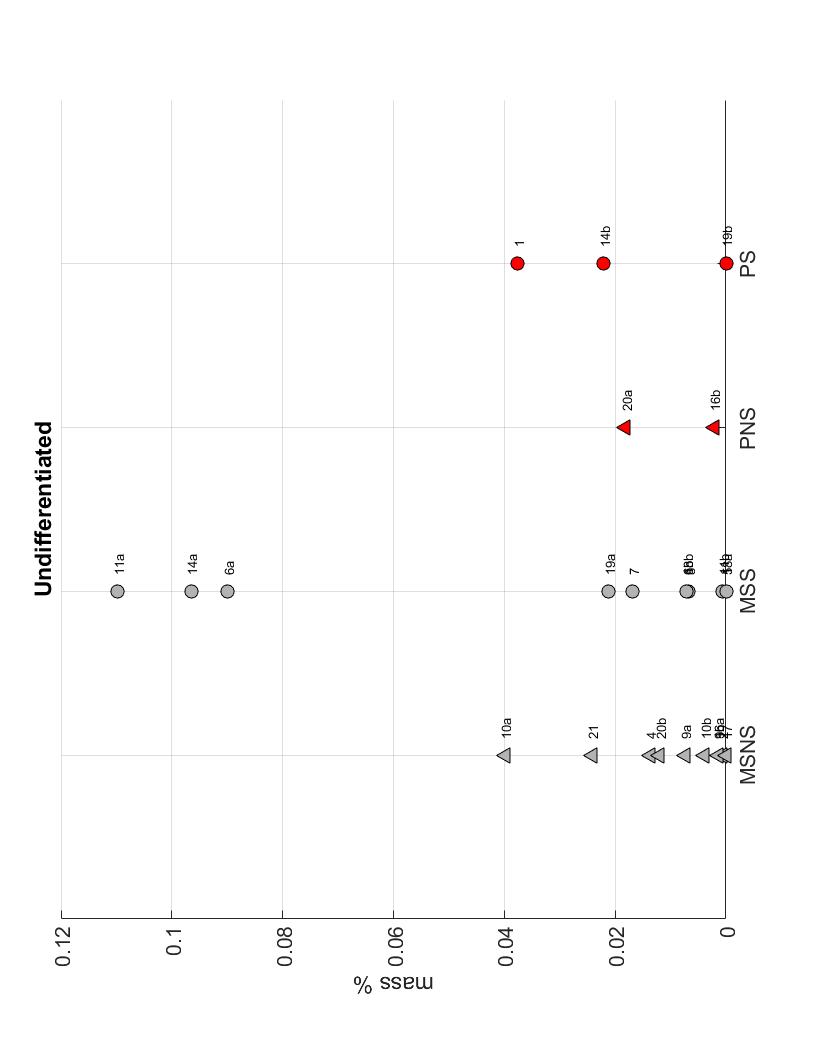 Undifferentiated
0.12
11a
0.1
14a
6a
0.08
mass %
0.06
0.04
10a
1
21
0.02
19a
14b
20a
7
4
20b
9a
10b
16b
0
19b
MSNS
MSS
PNS
PS